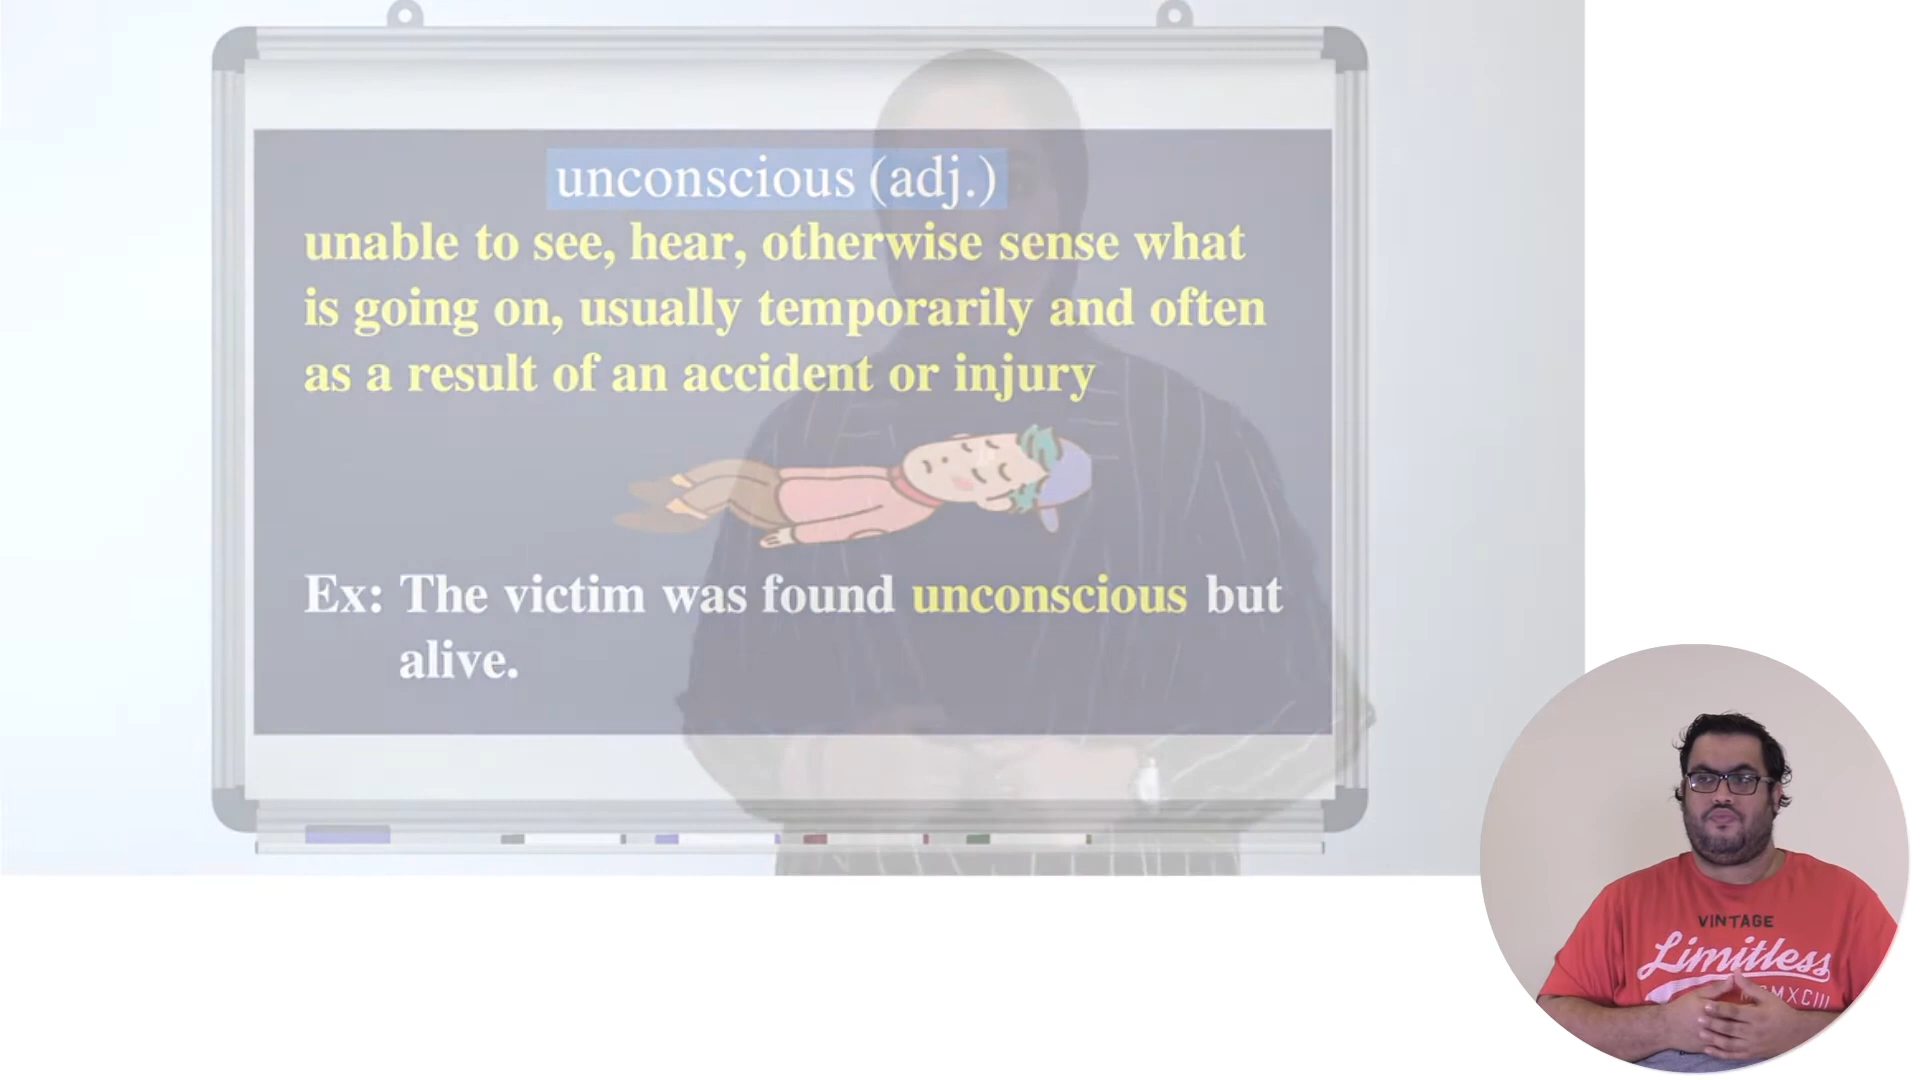 unconscious (adj.)
unable to see, hear, otherwise sense what
is going on, usually temporarily and often
as a result of an accident or injury
Ex: The victim was found unconscious but
alive.
VINTAGE
Limitless
MCMXCIII